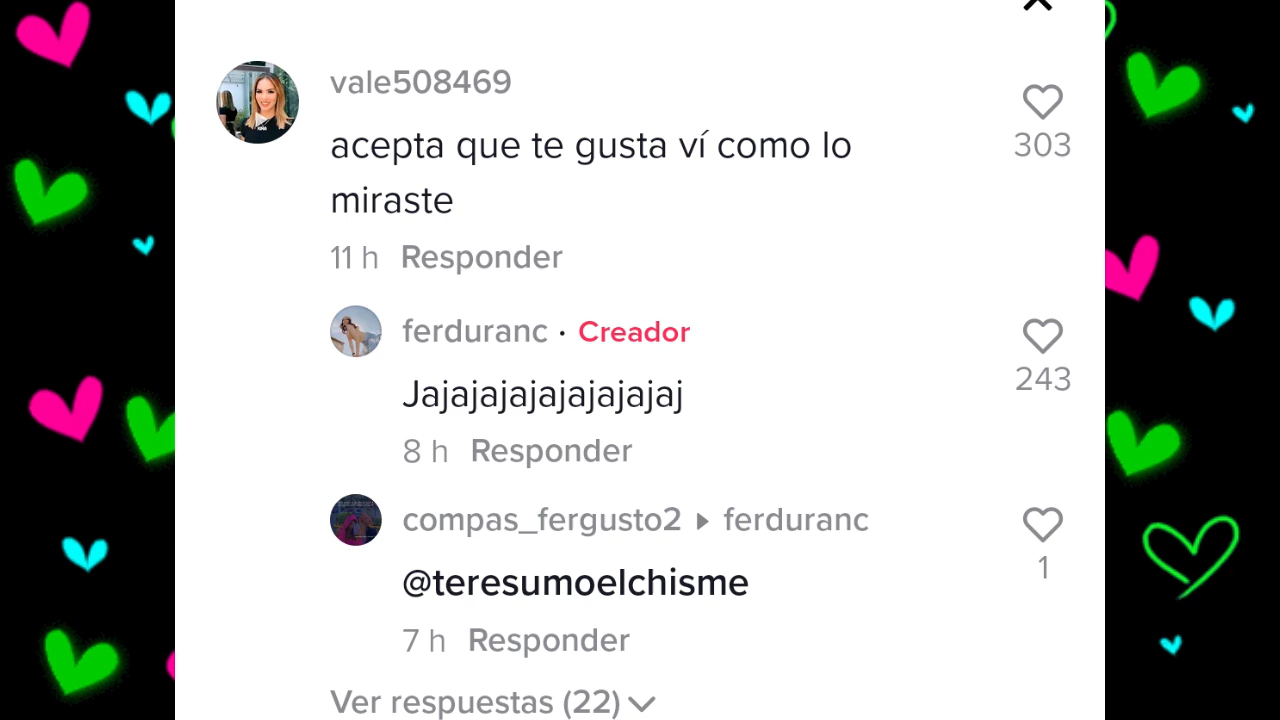 vale508469
acepta que te gusta ví como lo
miraste
303
11 h Responder
ferduranc · Creador
Jajajajajajajajajaj
243
8 h Responder
compas_fergusto2 ▸ ferduranc
@teresumoelchisme
1
7 h Responder
Ver respuestas (22)